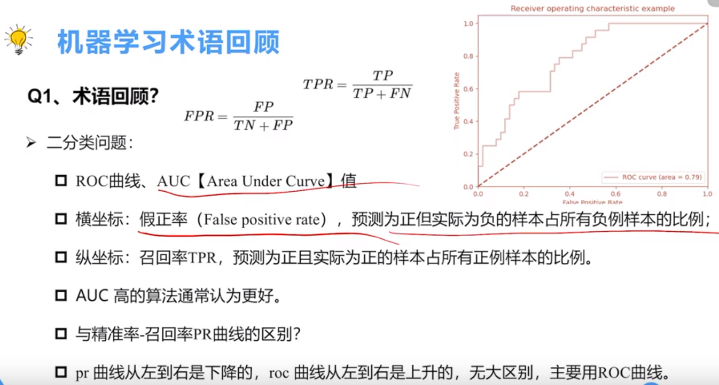 机器学习术语回顾
Q1、术语回顾?
FPR = FP / (TN + FP)
TPR = TP / (TP + FN)
➢ 二分类问题:
ROC曲线、AUC【Area Under Curve】值
横坐标:假正率(False positive rate),预测为正但实际为负的样本占所有负例样本的比例;
纵坐标:召回率TPR,预测为正且实际为正的样本占所有正例样本的比例。
AUC 高的算法通常认为更好。
与精准率-召回率PR曲线的区别?
pr 曲线从左到右是下降的,roc 曲线从左到右是上升的,无大区别,主要用ROC曲线。
Receiver operating characteristic example
True Positive Rate
1.0
0.8
0.6
0.4
0.2
0.0
ROC curve (area = 0.79)
0.0 0.2 0.4 0.6 0.8 1.0
False Positive Rate